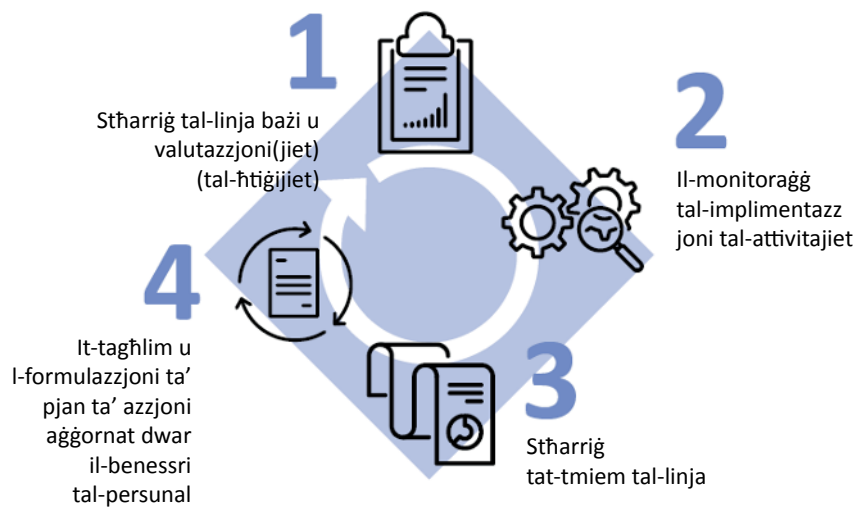 1
Stħarriġ tal-linja bażi u
valutazzjoni(jiet)
(tal-ħtiġijiet)
2
Il-monitoraġġ
tal-implimentazz
joni tal-attivitajiet
3
Stħarriġ
tat-tmiem tal-linja
4
It-tagħlim u
l-formulazzjoni ta’
pjan ta’ azzjoni
aġġornat dwar
il-benessri
tal-persunal